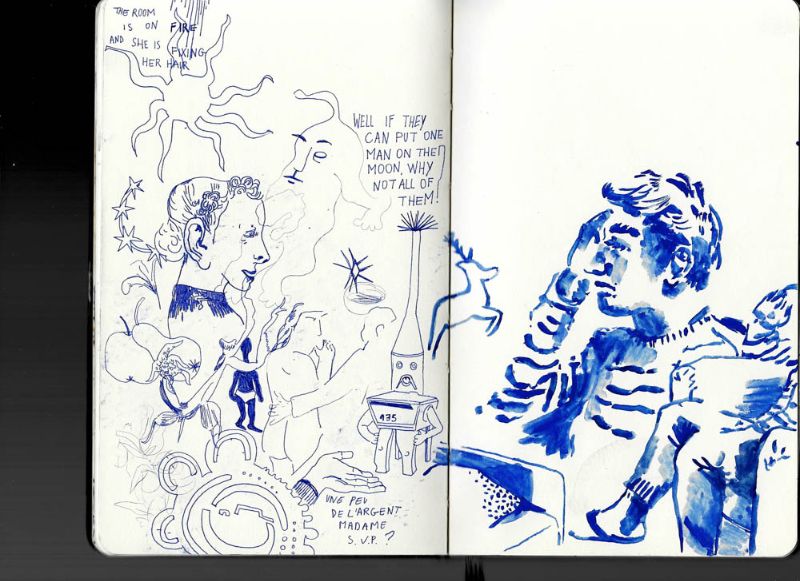 THE ROOM
IS ON FIRE
AND SHE IS FIXING
HER HAIR
WELL IF THEY
CAN PUT ONE
MAN ON THE
MOON, WHY
NOT ALL OF
THEM!
935
UNE PEU
DE L'ARGENT
MADAME
S.V.P.?